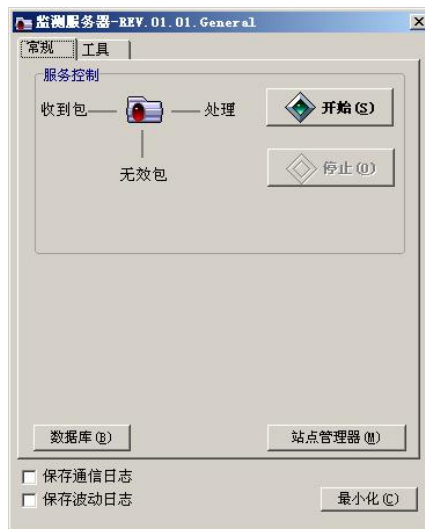 监测服务器-REV.01.01.General
常规 工具
服务控制
收到包 处理 开始(S)
无效包 停止(O)
数据库(B) 站点管理器(M)
保存通信日志
保存波动日志 最小化(C)